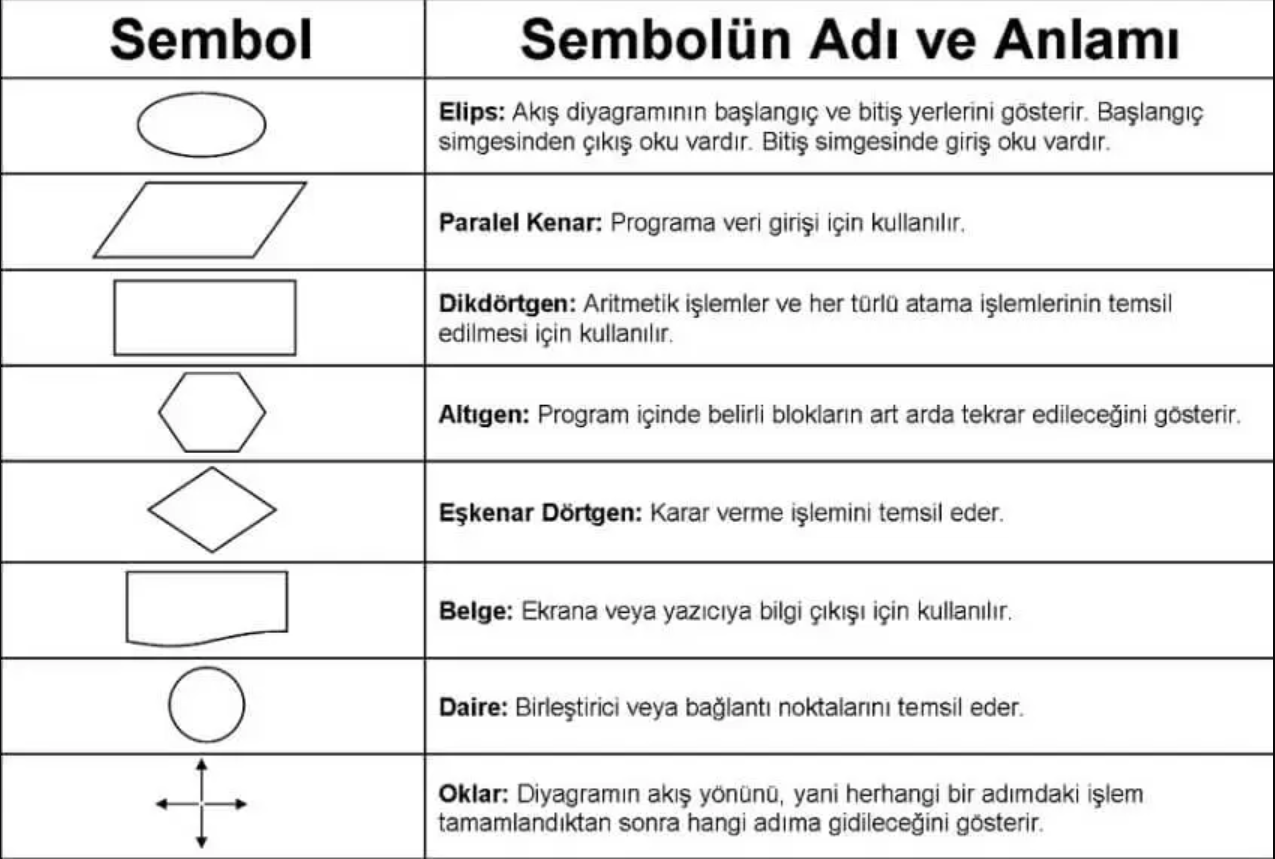 Sembol
Sembolün Adı ve Anlamı
Elips: Akış diyagramının başlangıç ve bitiş yerlerini gösterir. Başlangıç
simgesinden çıkış oku vardır. Bitiş simgesinde giriş oku vardır.
Paralel Kenar: Programa veri girişi için kullanılır.
Dikdörtgen: Aritmetik işlemler ve her türlü atama işlemlerinin temsil
edilmesi için kullanılır.
Altıgen: Program içinde belirli blokların art arda tekrar edileceğini gösterir.
Eşkenar Dörtgen: Karar verme işlemini temsil eder.
Belge: Ekrana veya yazıcıya bilgi çıkışı için kullanılır.
Daire: Birleştirici veya bağlantı noktalarını temsil eder.
Oklar: Diyagramın akış yönünü, yani herhangi bir adımdaki işlem
tamamlandıktan sonra hangi adıma gidileceğini gösterir.